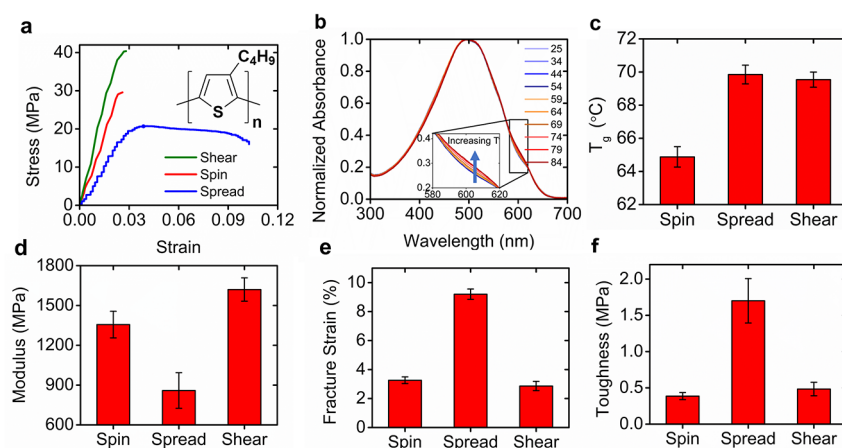 a
Stress (MPa)
40
30
20
10
0
0.00 0.03 0.06 0.09 0.12
Strain
C₄H₉
S
n
Shear
Spin
Spread
b
Normalized Absorbance
1.0
0.8
0.6
0.4
0.2
0.0
300 400 500 600 700
Wavelength (nm)
25
34
44
54
59
64
69
74
79
84
Increasing T
0.4
0.3
0.2
580 600 620
c
Tg (°C)
72
70
68
66
64
62
Spin Spread Shear
d
Modulus (MPa)
1800
1500
1200
900
600
Spin Spread Shear
e
Fracture Strain (%)
10
8
6
4
2
0
Spin Spread Shear
f
Toughness (MPa)
2.0
1.5
1.0
0.5
0.0
Spin Spread Shear